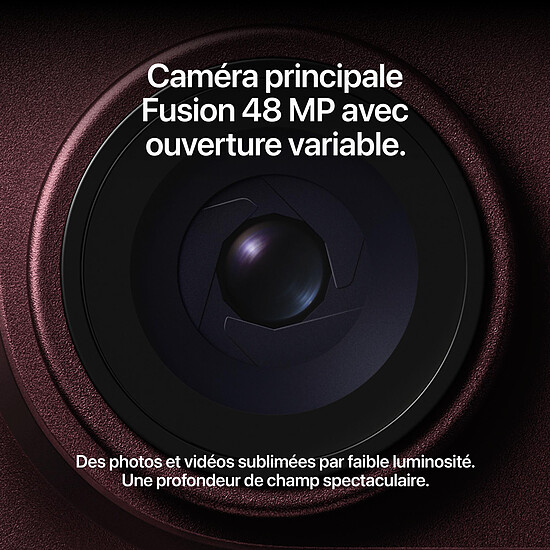 Caméra principale
Fusion 48 MP avec
ouverture variable.
Des photos et vidéos sublimées par faible luminosité.
Une profondeur de champ spectaculaire.